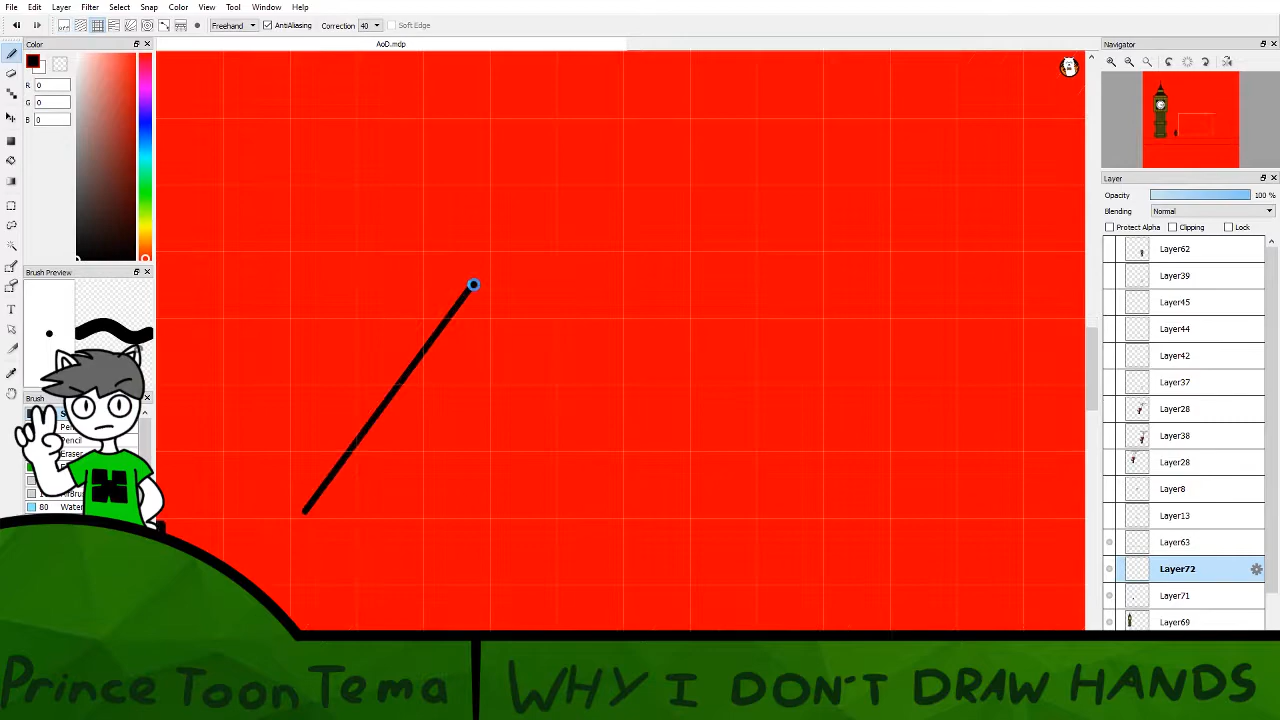 File Edit Layer Filter Select Snap Color View Tool Window Help
off Freehand AntiAliasing Correction 40 Soft Edge
Color
AoD.mdp
Navigator
R 0
G 0
B 0
Layer
Opacity 100 %
Blending Normal
Protect Alpha Clipping Lock
Layer62
Layer39
Layer45
Layer44
Layer42
Layer37
Layer28
Layer38
Layer28
Layer8
Layer13
Layer63
Layer72
Layer71
Layer69
Brush Preview
Brush
Pencil
Eraser
80 Water
Prince Toon Tema
WHY I DON'T DRAW HANDS